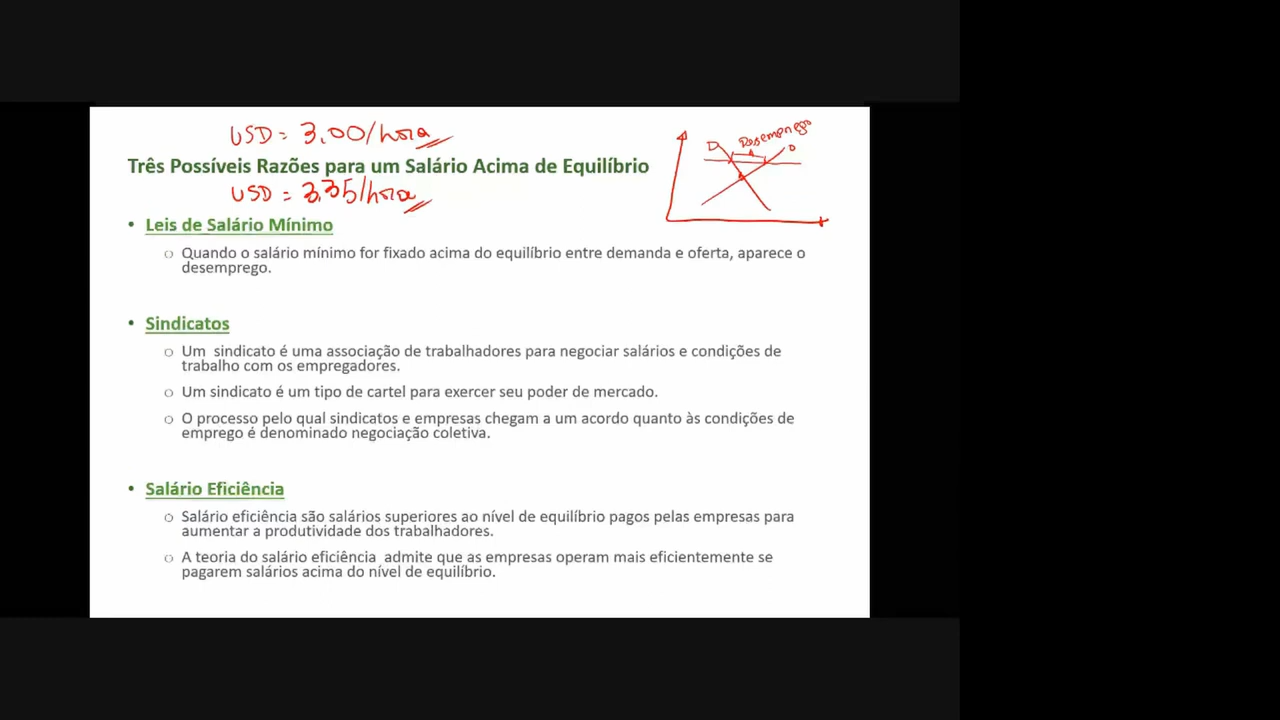 USD = 3,00/hora
Três Possíveis Razões para um Salário Acima de Equilíbrio
USD = 3,35/hora
D Desemprego O
• Leis de Salário Mínimo
o Quando o salário mínimo for fixado acima do equilíbrio entre demanda e oferta, aparece o
desemprego.
• Sindicatos
o Um sindicato é uma associação de trabalhadores para negociar salários e condições de
trabalho com os empregadores.
o Um sindicato é um tipo de cartel para exercer seu poder de mercado.
o O processo pelo qual sindicatos e empresas chegam a um acordo quanto às condições de
emprego é denominado negociação coletiva.
• Salário Eficiência
o Salário eficiência são salários superiores ao nível de equilíbrio pagos pelas empresas para
aumentar a produtividade dos trabalhadores.
o A teoria do salário eficiência admite que as empresas operam mais eficientemente se
pagarem salários acima do nível de equilíbrio.